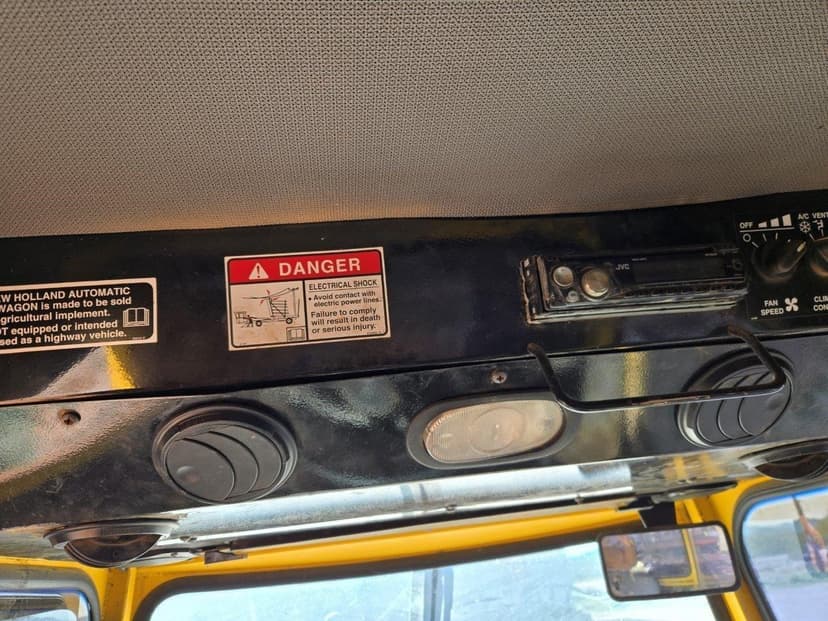 EW HOLLAND AUTOMATIC
WAGON is made to be sold
gricultural implement.
OT equipped or intended
sed as a highway vehicle.
DANGER
ELECTRICAL SHOCK
• Avoid contact with
electric power lines.
Failure to comply
will result in death
or serious injury.
JVC
OFF
A/C VENT
FAN
SPEED
CLIM
CON